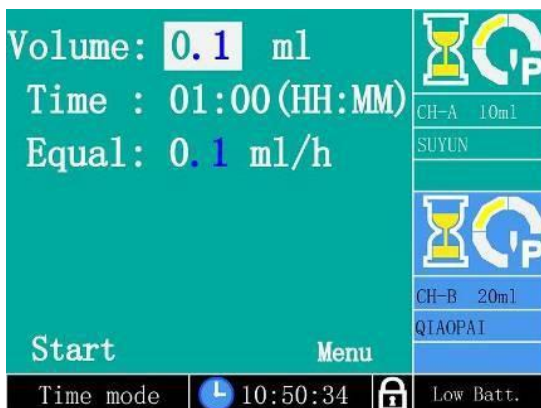 Volume: 0.1 ml
Time : 01:00(HH:MM)
Equal: 0.1 ml/h
Start Menu
P
CH-A 10ml
SUYUN
P
CH-B 20ml
QIAOPAI
Time mode 10:50:34 Low Batt.